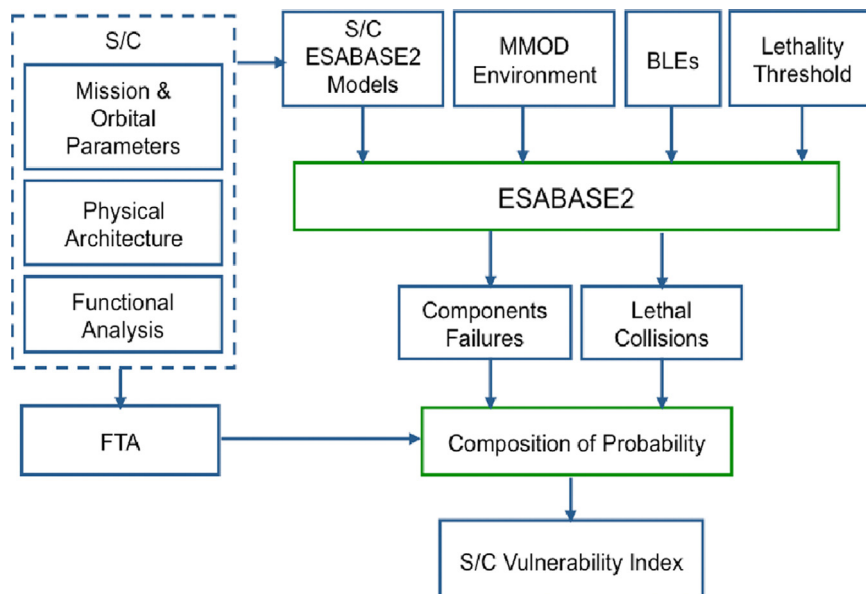 S/C
Mission &
Orbital
Parameters
Physical
Architecture
Functional
Analysis
S/C
ESABASE2
Models
MMOD
Environment
BLEs
Lethality
Threshold
ESABASE2
Components
Failures
Lethal
Collisions
FTA
Composition of Probability
S/C Vulnerability Index